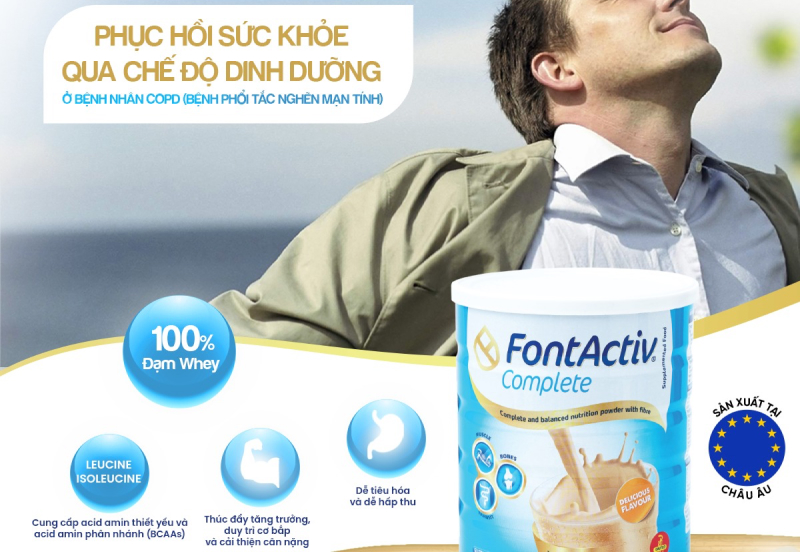 PHỤC HỒI SỨC KHỎE
QUA CHẾ ĐỘ DINH DƯỠNG
Ở BỆNH NHÂN COPD (BỆNH PHỔI TẮC NGHẼN MẠN TÍNH)
100%
Đạm Whey
FontActiv®
Complete
Supplemented Food
Complete and balanced nutrition powder with fibre
BONES
DELICIOUS
FLAVOUR
SẢN XUẤT TẠI
CHÂU ÂU
LEUCINE
ISOLEUCINE
Cung cấp acid amin thiết yếu và
acid amin phân nhánh (BCAAs)
Thúc đẩy tăng trưởng,
duy trì cơ bắp
và cải thiện cân nặng
Dễ tiêu hóa
và dễ hấp thu